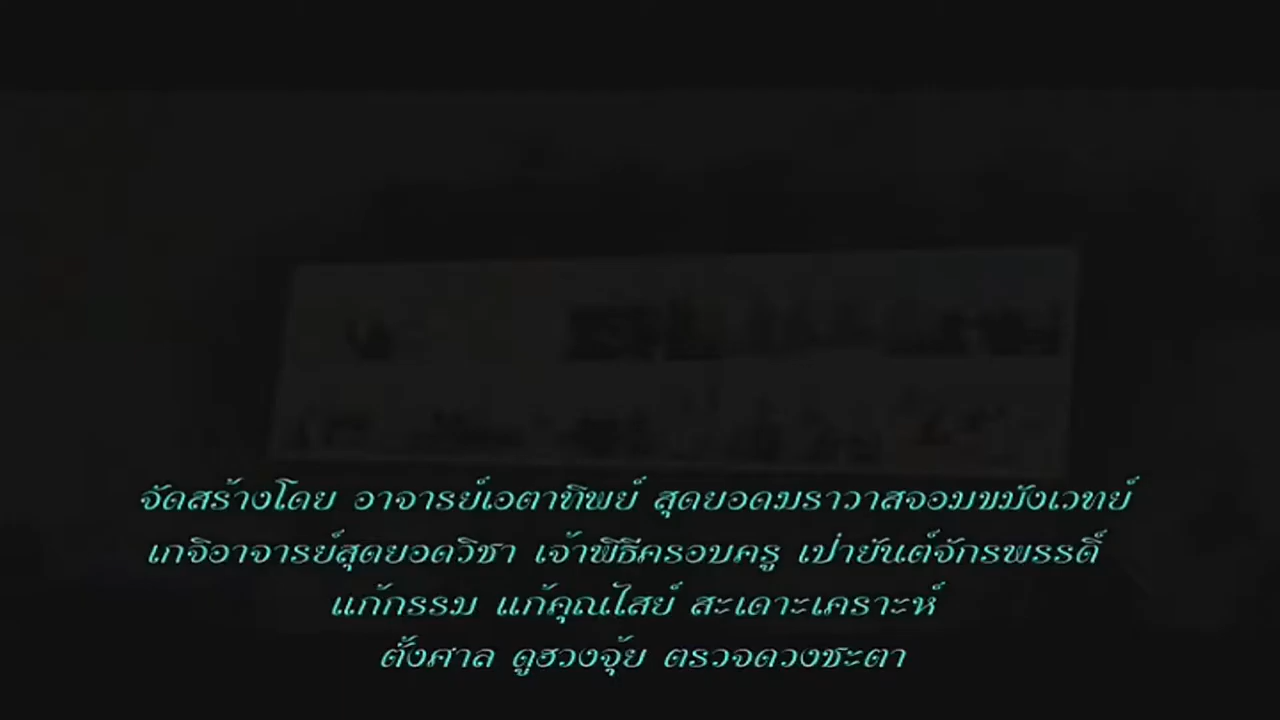 จัดสร้างโดย อาจารย์เอตาทิพย์ สุดยอดฆราวาสจอมขมังเวทย์
เกจิอาจารย์สุดยอดวิชา เจ้าพิธีครอบครู เป่ายันต์จักรพรรดิ์
แก้กรรม แก้คุณไสย์ สะเดาะเคราะห์
ตั้งศาล ดูฮวงจุ้ย ตรวจดวงชะตา